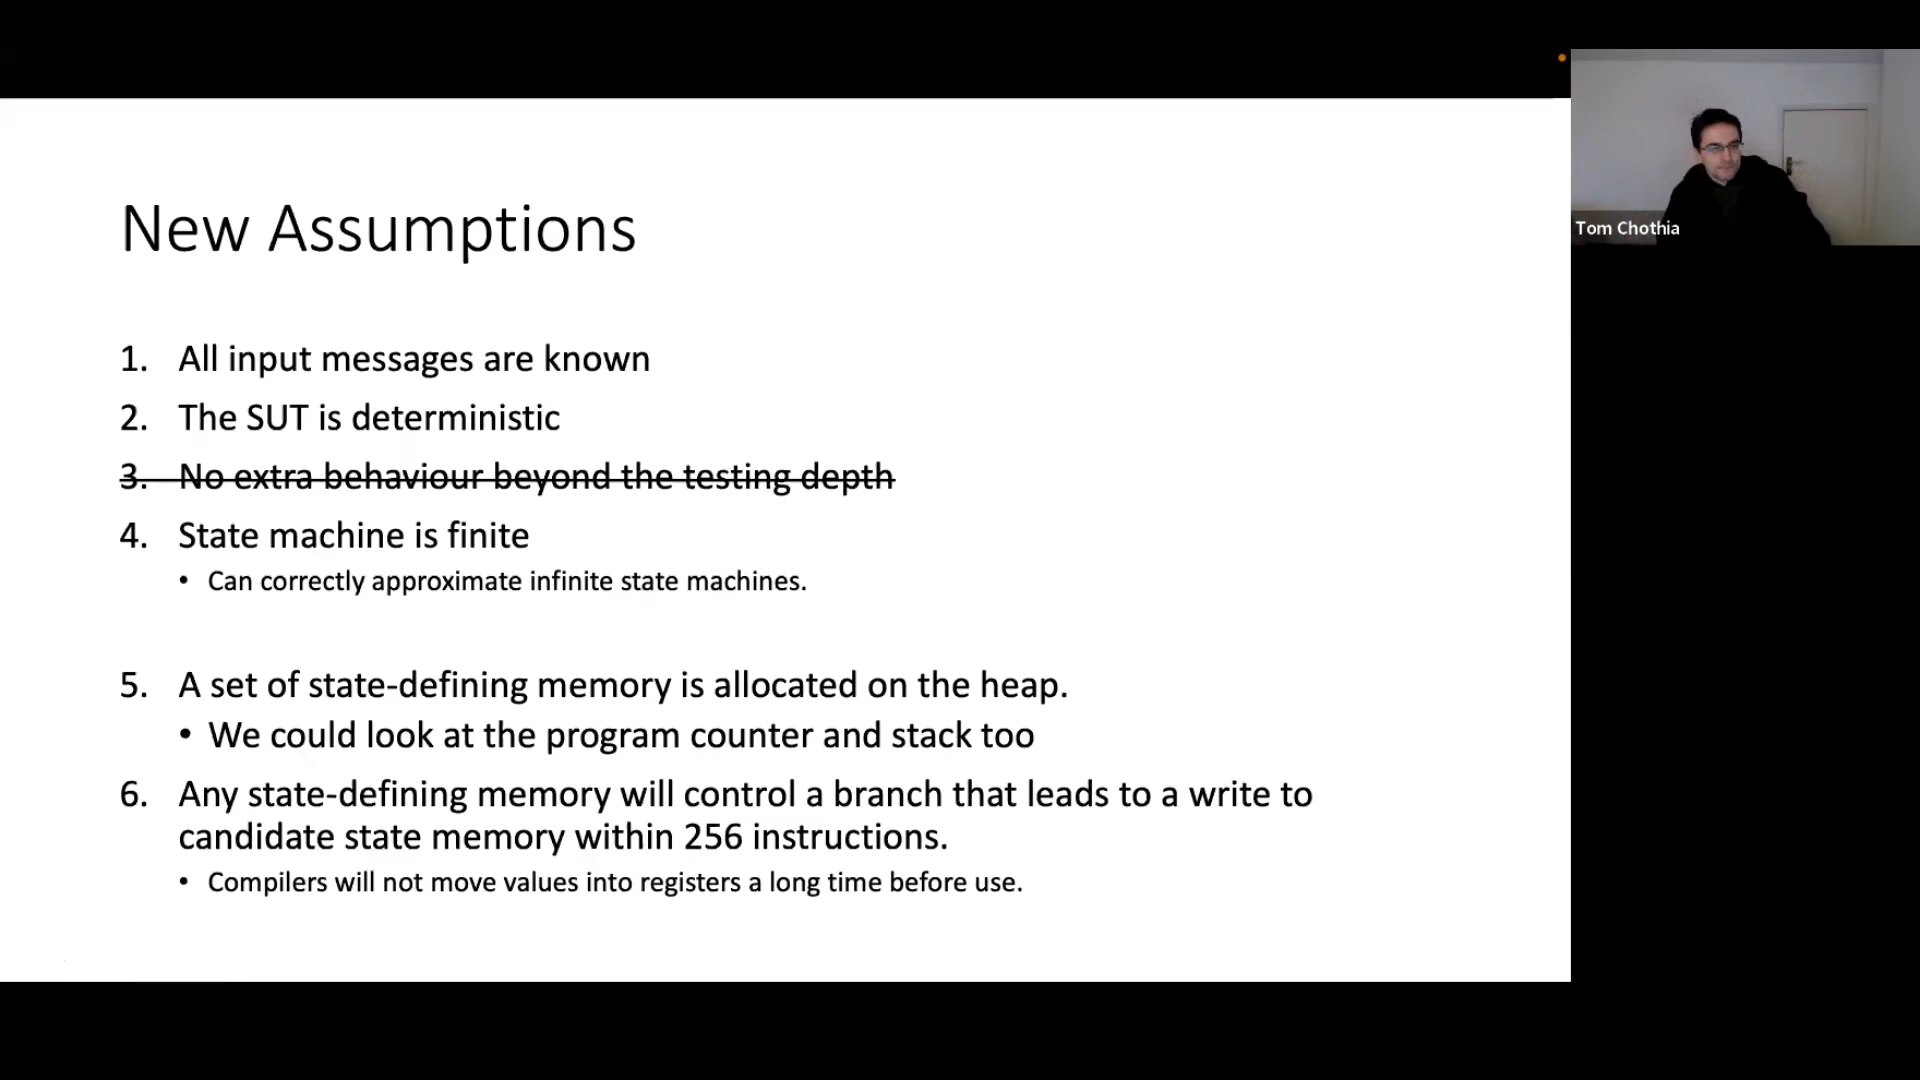 New Assumptions
Tom Chothia
1. All input messages are known
2. The SUT is deterministic
3. No extra behaviour beyond the testing depth
4. State machine is finite
• Can correctly approximate infinite state machines.
5. A set of state-defining memory is allocated on the heap.
• We could look at the program counter and stack too
6. Any state-defining memory will control a branch that leads to a write to
candidate state memory within 256 instructions.
• Compilers will not move values into registers a long time before use.